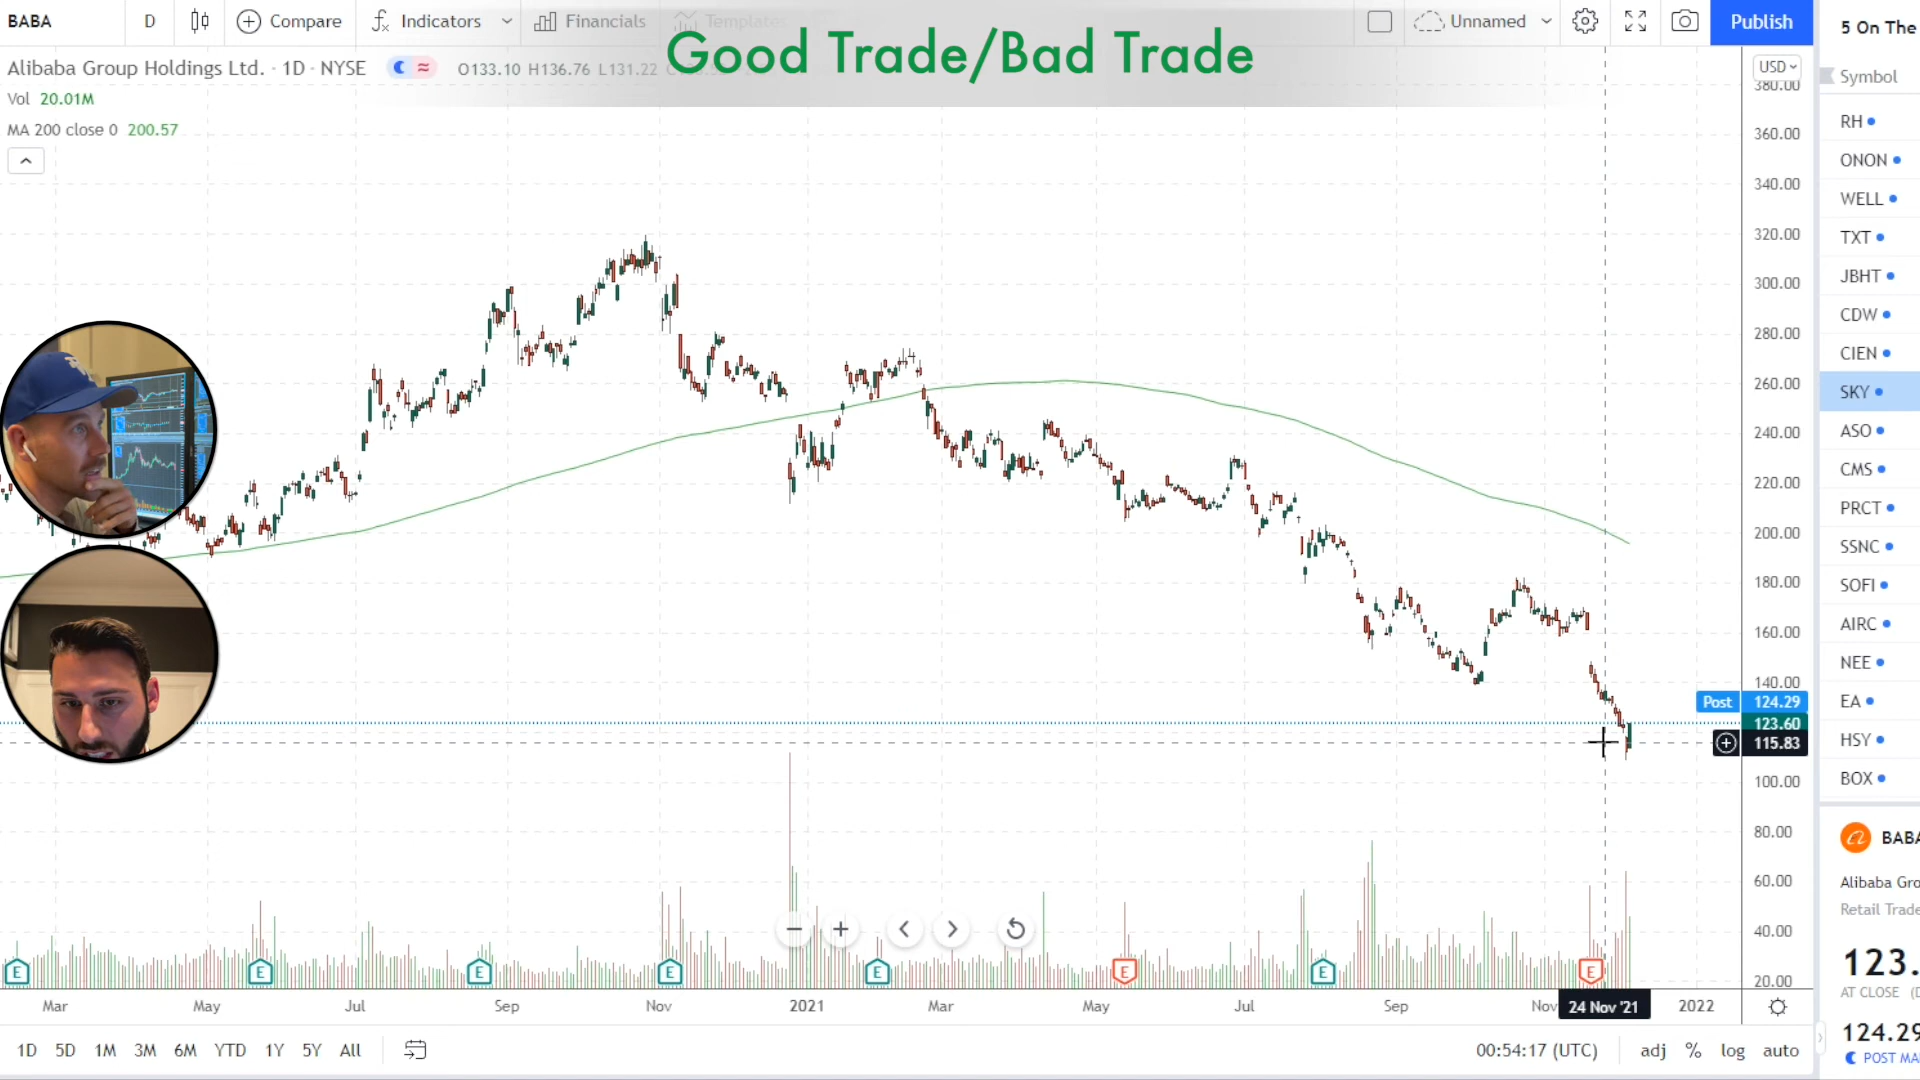 BABA
D
Compare
Indicators
Financials
Templates
Unnamed
Publish
Good Trade/Bad Trade
Alibaba Group Holdings Ltd. · 1D · NYSE
O133.10 H136.76 L131.22
Vol 20.01M
MA 200 close 0 200.57
USD
380.00
360.00
340.00
320.00
300.00
280.00
260.00
240.00
220.00
200.00
180.00
160.00
140.00
Post 124.29
123.60
115.83
100.00
80.00
60.00
40.00
20.00
E
E
E
E
E
E
E
E
Mar
May
Jul
Sep
Nov
2021
Mar
May
Jul
Sep
Nov
24 Nov '21
2022
1D
5D
1M
3M
6M
YTD
1Y
5Y
All
00:54:17 (UTC)
adj
%
log
auto
5 On The
Symbol
RH
ONON
WELL
TXT
JBHT
CDW
CIEN
SKY
ASO
CMS
PRCT
SSNC
SOFI
AIRC
NEE
EA
HSY
BOX
BABA
Alibaba Gro
Retail Trade
123.
AT CLOSE
124.29
POST MA